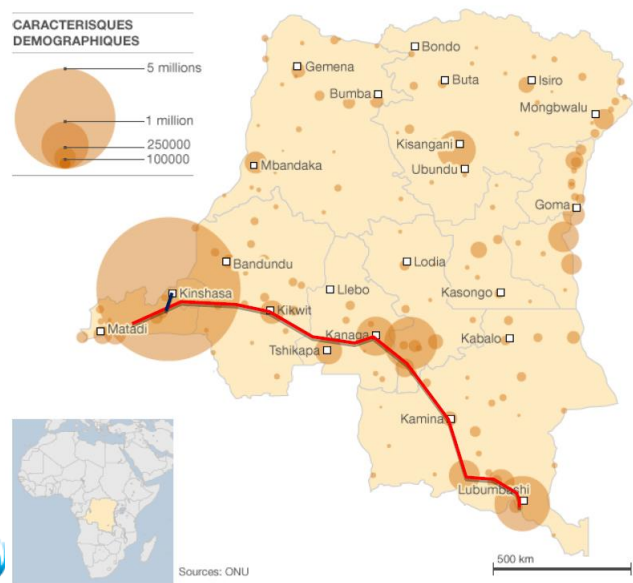 CARACTERISQUES
DEMOGRAPHIQUES
5 millions
1 million
250000
100000
Bondo
Gemena
Buta
Isiro
Bumba
Mongbwalu
Kisangani
Mbandaka
Ubundu
Goma
Bandundu
Lodia
Kinshasa
Llebo
Kasongo
Kikwit
Matadi
Kanaga
Kabalo
Tshikapa
Kamina
Lubumbashi
500 km
Sources: ONU